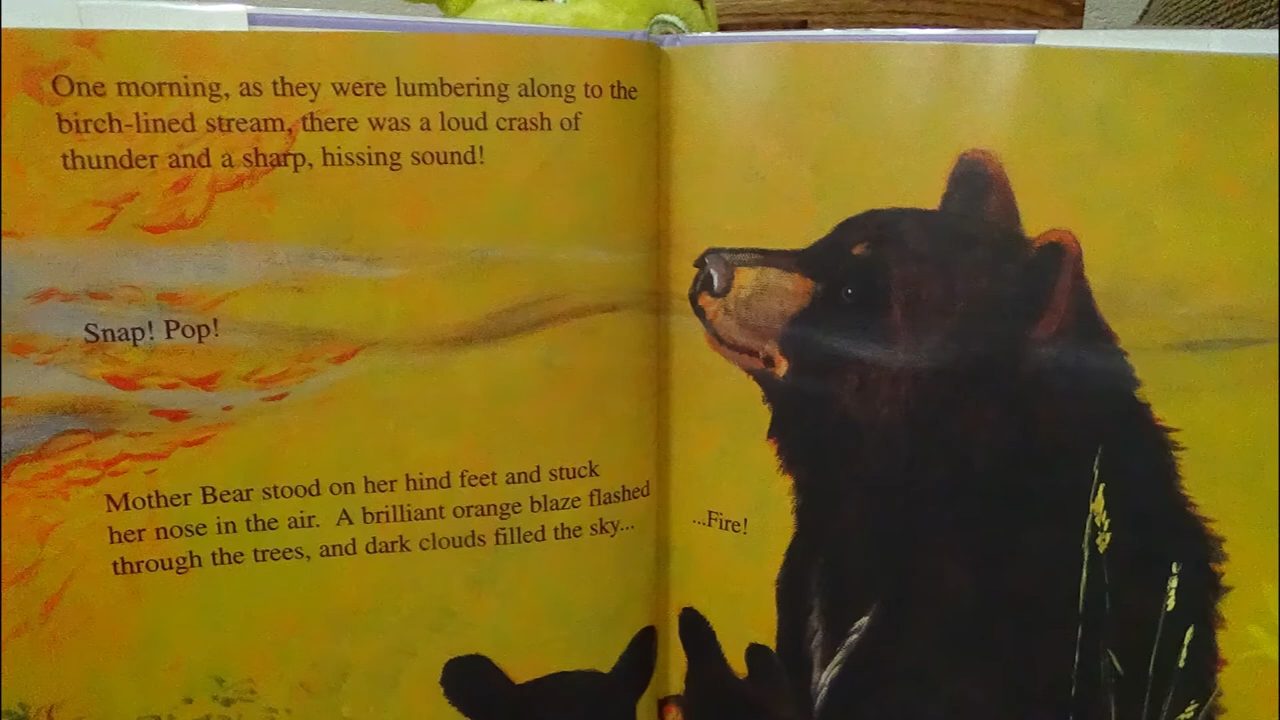 One morning, as they were lumbering along to the
birch-lined stream, there was a loud crash of
thunder and a sharp, hissing sound!
Snap! Pop!
Mother Bear stood on her hind feet and stuck
her nose in the air. A brilliant orange blaze flashed
through the trees, and dark clouds filled the sky...
...Fire!